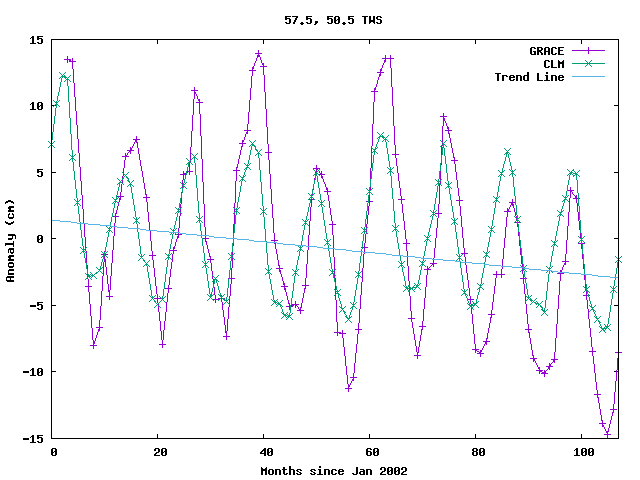 57.5, 50.5 TWS
GRACE
CLM
Trend Line
15
10
5
0
-5
-10
-15
Anomaly (cm)
0 20 40 60 80 100
Months since Jan 2002